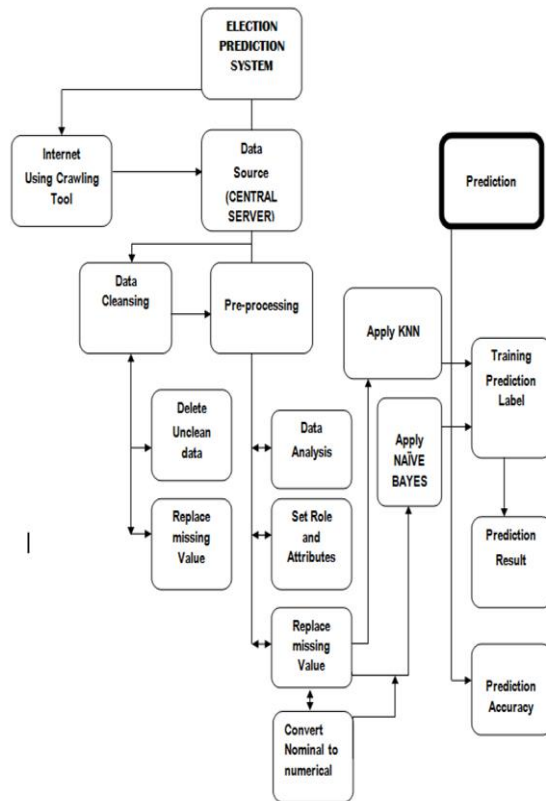 ELECTION
PREDICTION
SYSTEM
Internet
Using Crawling
Tool
Data
Source
(CENTRAL
SERVER)
Prediction
Data
Cleansing
Pre-processing
Apply KNN
Training
Prediction
Label
Delete
Unclean
data
Data
Analysis
Apply
NAÏVE
BAYES
Replace
missing
Value
Set Role
and
Attributes
Prediction
Result
Replace
missing
Value
Prediction
Accuracy
Convert
Nominal to
numerical